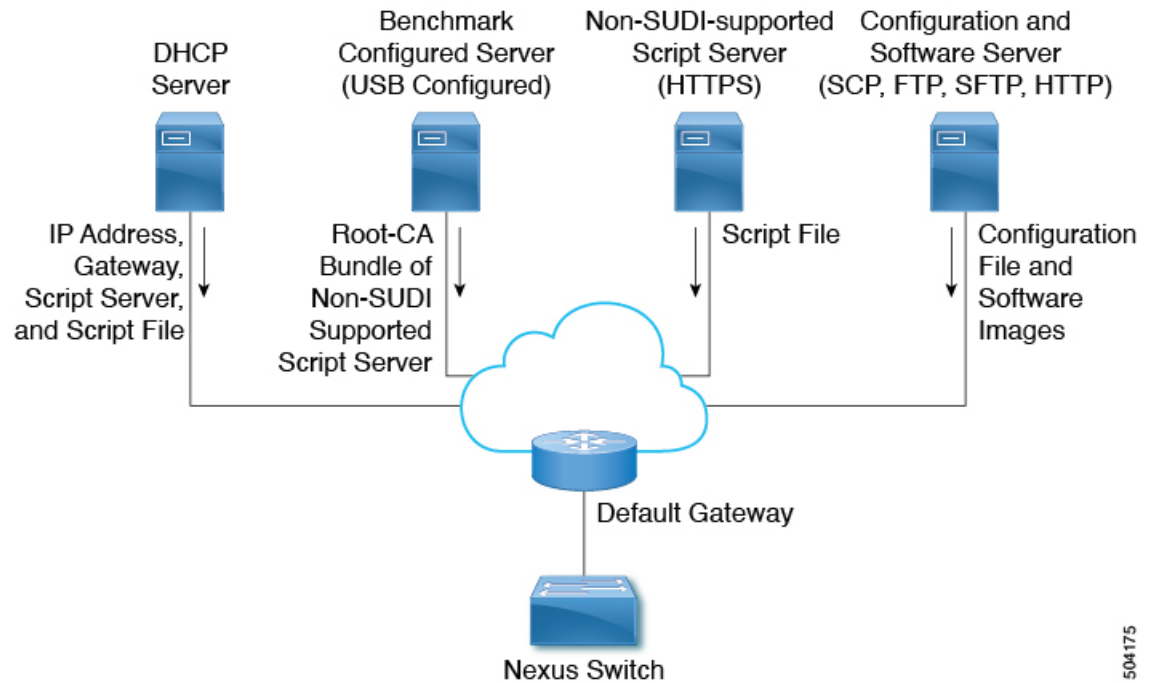 DHCP
Server
Benchmark
Configured Server
(USB Configured)
Non-SUDI-supported
Script Server
(HTTPS)
Configuration and
Software Server
(SCP, FTP, SFTP, HTTP)
IP Address,
Gateway,
Script Server,
and Script File
Root-CA
Bundle of
Non-SUDI
Supported
Script Server
Script File
Configuration
File and
Software
Images
Default Gateway
Nexus Switch
504175